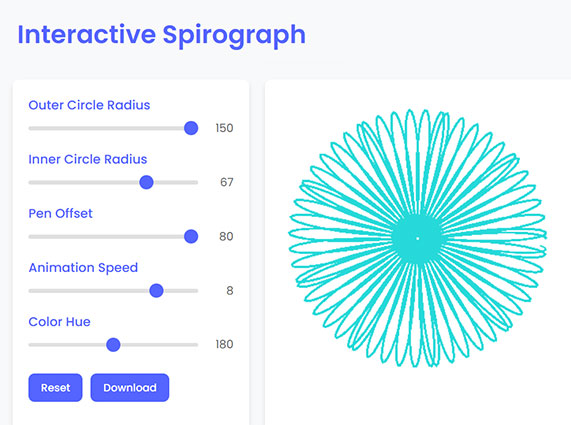 Interactive Spirograph
Outer Circle Radius
150
Inner Circle Radius
67
Pen Offset
80
Animation Speed
8
Color Hue
180
Reset Download